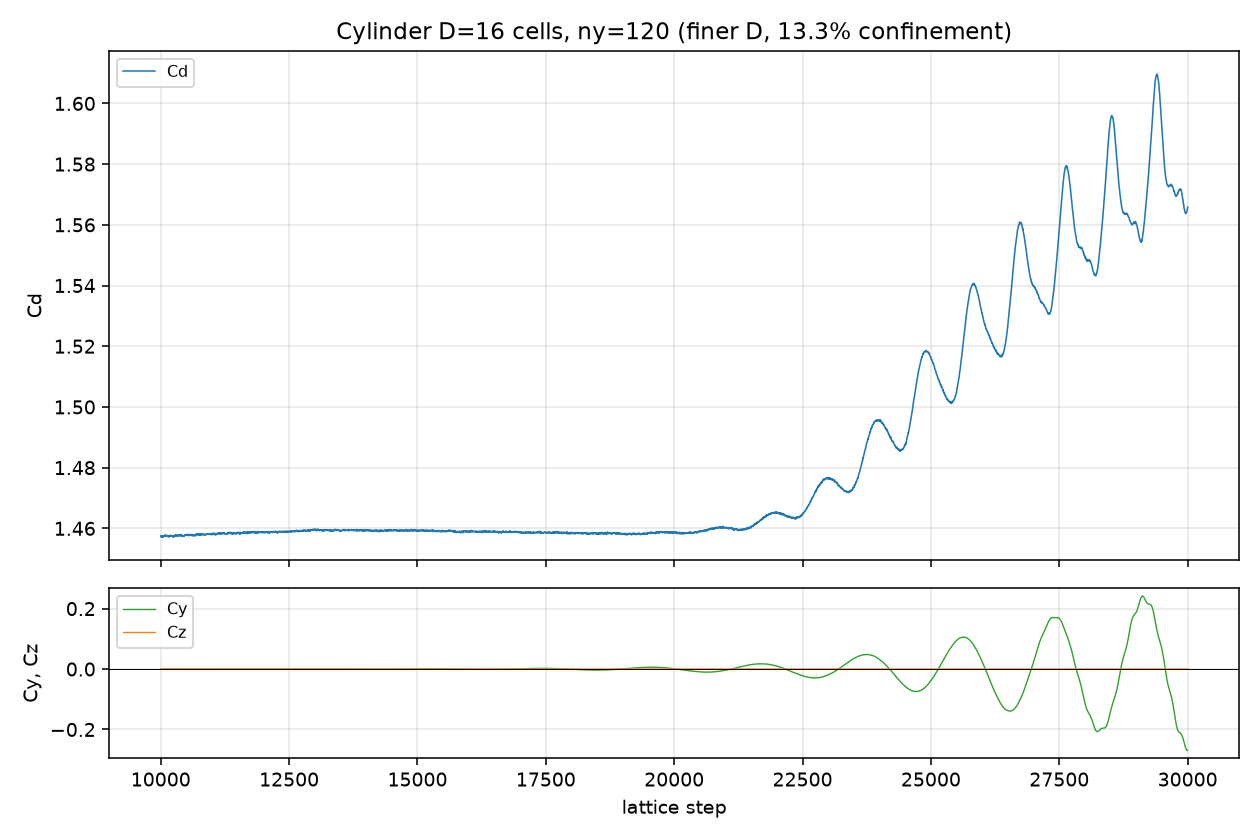 Cylinder D=16 cells, ny=120 (finer D, 13.3% confinement)
Cd
Cd
1.60
1.58
1.56
1.54
1.52
1.50
1.48
1.46
Cy
Cz
Cy, Cz
0.2
0.0
−0.2
10000 12500 15000 17500 20000 22500 25000 27500 30000
lattice step